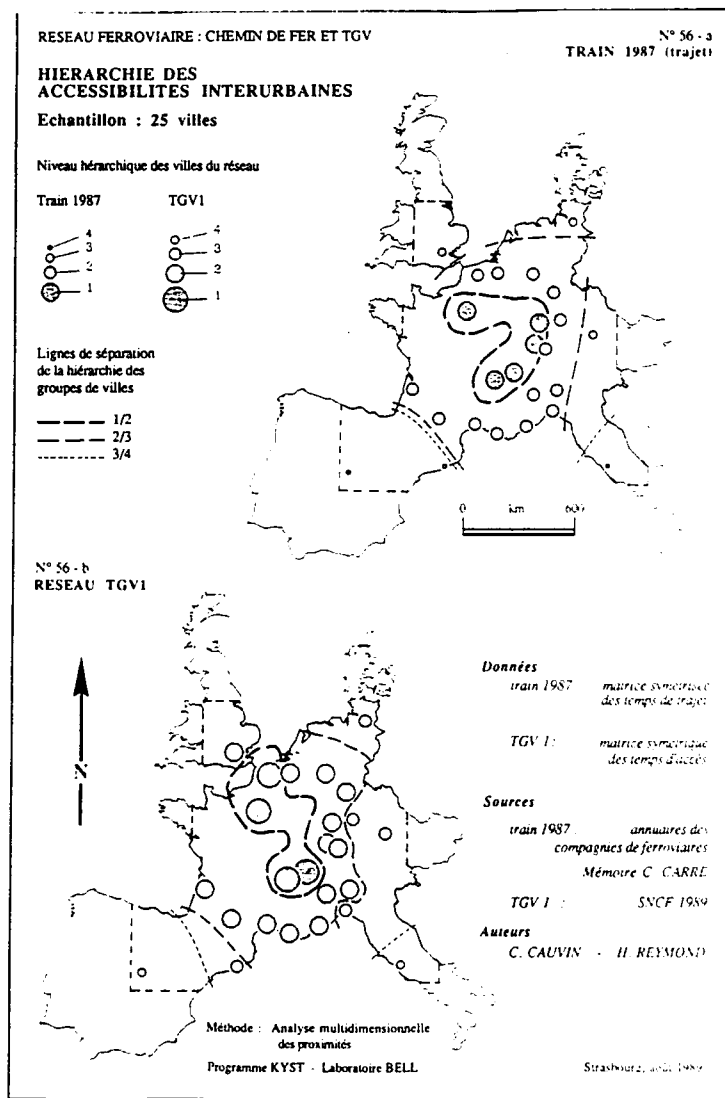 RESEAU FERROVIAIRE : CHEMIN DE FER ET TGV
N° 56 - a
TRAIN 1987 (trajet)
HIERARCHIE DES
ACCESSIBILITES INTERURBAINES
Echantillon : 25 villes
Niveau hérarchique des villes du réseau
Train 1987
TGV1
4
3
2
1
4
3
2
1
Lignes de séparation
de la hiérarchie des
groupes de villes
1/2
2/3
3/4
0 km 600
N° 56 - b
RESEAU TGV1
N
Données
train 1987 matrice symetrisee
des temps de trajet
TGV 1 : matrice symetrique
des temps d'accès
Sources
train 1987 : annuaires des
compagnies de ferroviaires
Mémoire C. CARRE
TGV 1 : SNCF 1989
Auteurs
C. CAUVIN - H. REYMOND
Méthode : Analyse multidimensionnelle
des proximités
Programme KYST - Laboratoire BELL
Strasbourg, août 1989